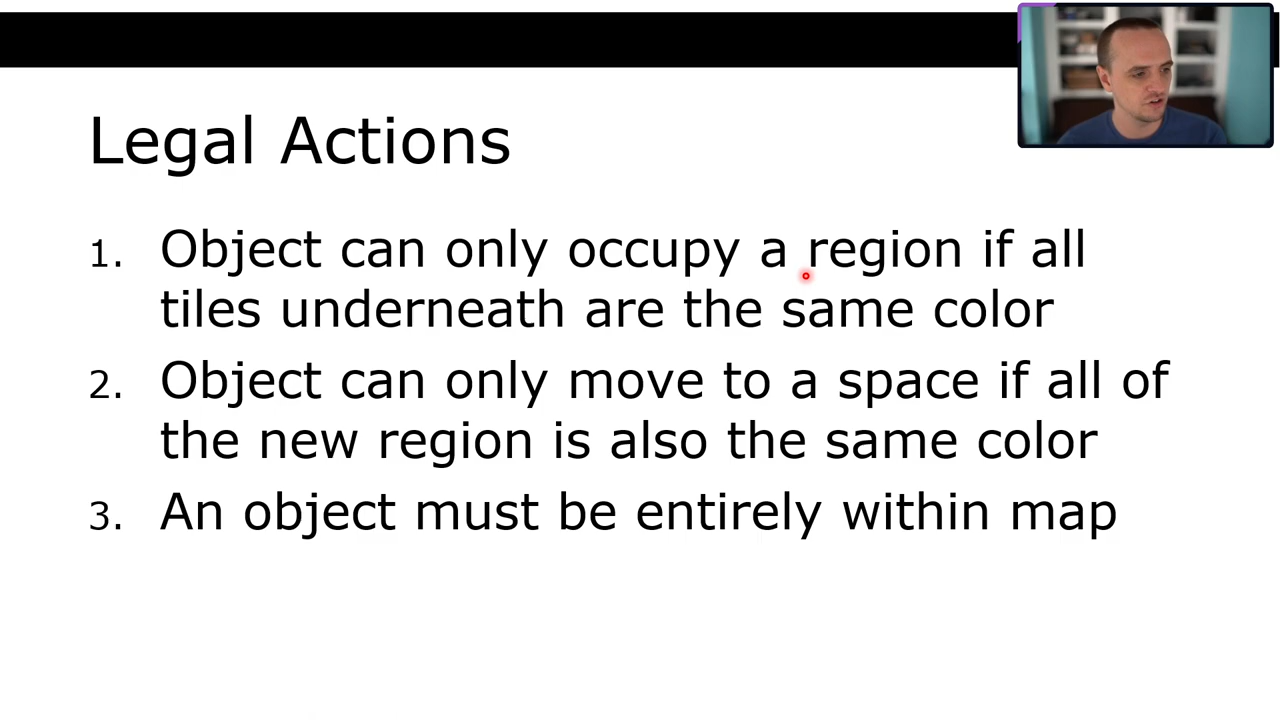 Legal Actions
1. Object can only occupy a region if all
tiles underneath are the same color
2. Object can only move to a space if all of
the new region is also the same color
3. An object must be entirely within map